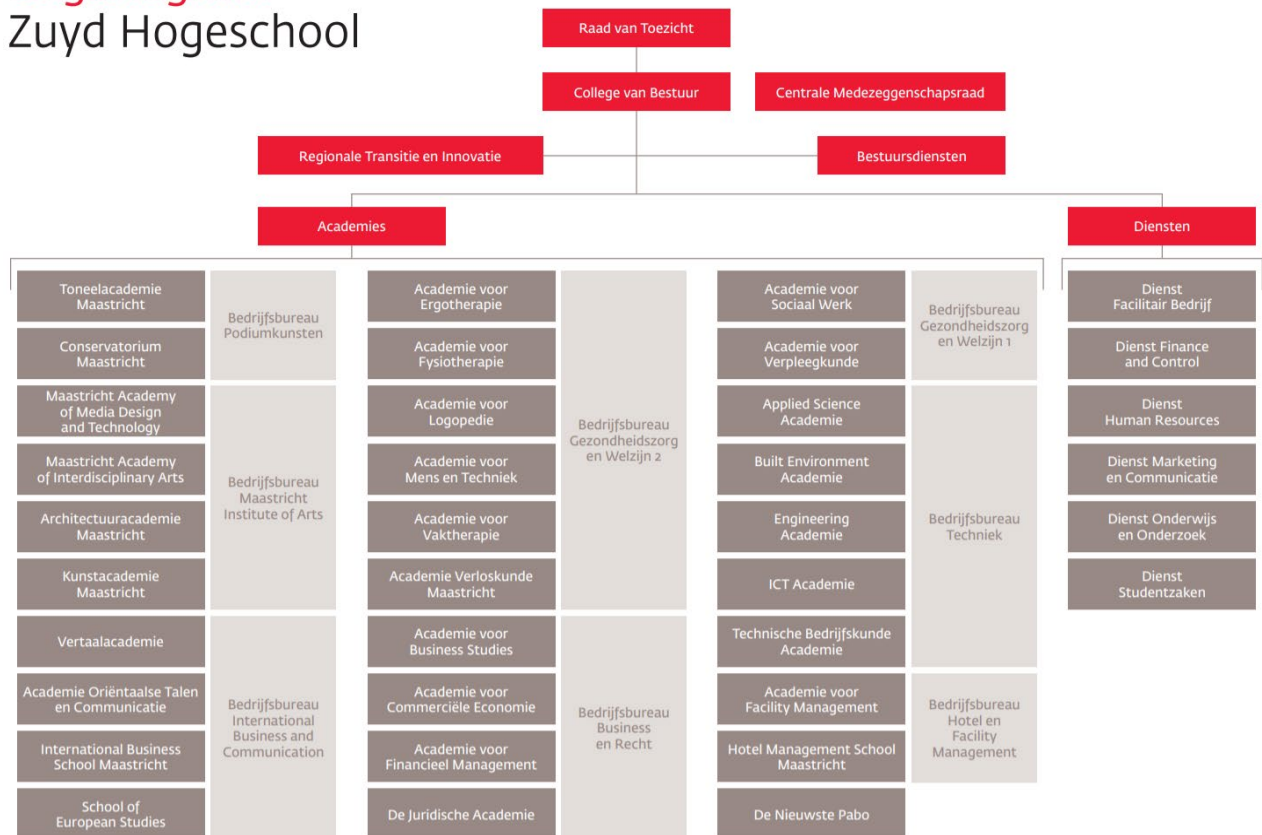 Zuyd Hogeschool
Raad van Toezicht
College van Bestuur
Centrale Medezeggenschapsraad
Regionale Transitie en Innovatie
Bestuursdiensten
Academies
Diensten
Toneelacademie
Maastricht
Conservatorium
Maastricht
Maastricht Academy
of Media Design
and Technology
Maastricht Academy
of Interdisciplinary Arts
Architectuuracademie
Maastricht
Kunstacademie
Maastricht
Vertaalacademie
Academie Oriëntaalse Talen
en Communicatie
International Business
School Maastricht
School of
European Studies
Bedrijfsbureau
Podiumkunsten
Bedrijfsbureau
Maastricht
Institute of Arts
Bedrijfsbureau
International
Business and
Communication
Academie voor
Ergotherapie
Academie voor
Fysiotherapie
Academie voor
Logopedie
Academie voor
Mens en Techniek
Academie voor
Vaktherapie
Academie Verloskunde
Maastricht
Academie voor
Business Studies
Academie voor
Commerciële Economie
Academie voor
Financieel Management
De Juridische Academie
Bedrijfsbureau
Gezondheidszorg
en Welzijn 2
Bedrijfsbureau
Business
en Recht
Academie voor
Sociaal Werk
Academie voor
Verpleegkunde
Applied Science
Academie
Built Environment
Academie
Engineering
Academie
ICT Academie
Technische Bedrijfskunde
Academie
Academie voor
Facility Management
Hotel Management School
Maastricht
De Nieuwste Pabo
Bedrijfsbureau
Gezondheidszorg
en Welzijn 1
Bedrijfsbureau
Techniek
Bedrijfsbureau
Hotel en
Facility
Management
Dienst
Facilitair Bedrijf
Dienst Finance
and Control
Dienst
Human Resources
Dienst Marketing
en Communicatie
Dienst Onderwijs
en Onderzoek
Dienst
Studentzaken